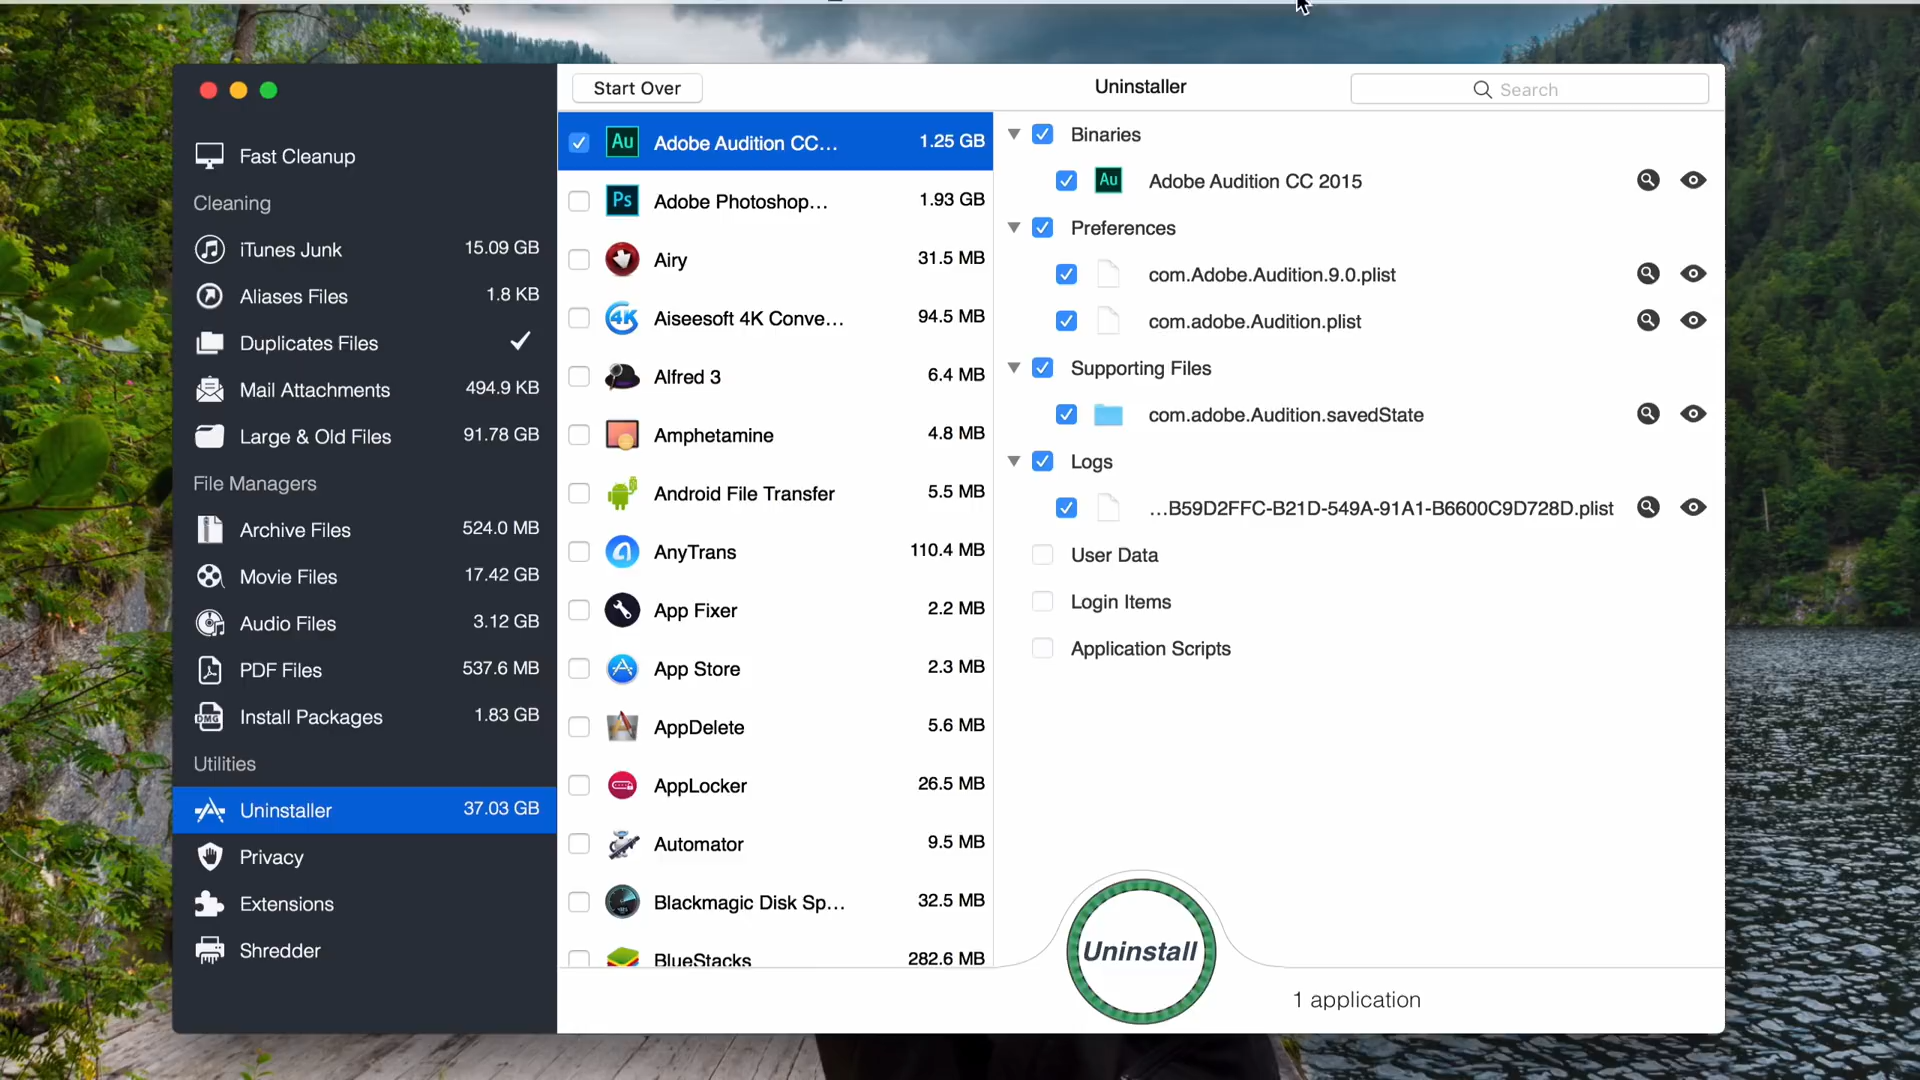 Start Over
Uninstaller
Search
Fast Cleanup
Cleaning
iTunes Junk 15.09 GB
Aliases Files 1.8 KB
Duplicates Files
Mail Attachments 494.9 KB
Large & Old Files 91.78 GB
File Managers
Archive Files 524.0 MB
Movie Files 17.42 GB
Audio Files 3.12 GB
PDF Files 537.6 MB
DMG Install Packages 1.83 GB
Utilities
Uninstaller 37.03 GB
Privacy
Extensions
Shredder
Au Adobe Audition CC... 1.25 GB
Ps Adobe Photoshop... 1.93 GB
Airy 31.5 MB
4K Aiseesoft 4K Conve... 94.5 MB
Alfred 3 6.4 MB
Amphetamine 4.8 MB
Android File Transfer 5.5 MB
AnyTrans 110.4 MB
App Fixer 2.2 MB
App Store 2.3 MB
AppDelete 5.6 MB
AppLocker 26.5 MB
Automator 9.5 MB
Blackmagic Disk Sp... 32.5 MB
BlueStacks 282.6 MB
Binaries
Au Adobe Audition CC 2015
Preferences
com.Adobe.Audition.9.0.plist
com.adobe.Audition.plist
Supporting Files
com.adobe.Audition.savedState
Logs
...B59D2FFC-B21D-549A-91A1-B6600C9D728D.plist
User Data
Login Items
Application Scripts
Uninstall
1 application